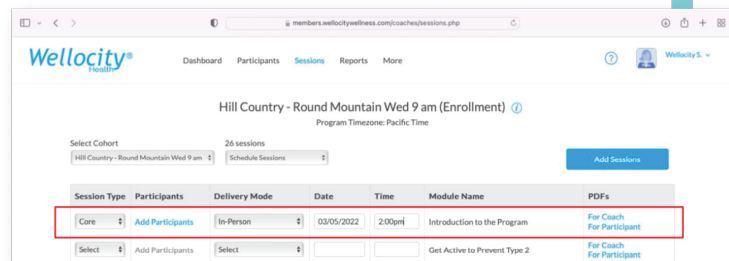 members.wellocitywellness.com/coaches/sessions.php
Wellocity®
Health
Dashboard Participants Sessions Reports More
?
Wellocity S.
Hill Country - Round Mountain Wed 9 am (Enrollment) i
Program Timezone: Pacific Time
Select Cohort 26 sessions
Hill Country - Round Mountain Wed 9 am Schedule Sessions
Add Sessions
Session Type Participants Delivery Mode Date Time Module Name PDFs
Core Add Participants In-Person 03/05/2022 2:00pm Introduction to the Program For Coach
For Participant
Select Add Participants Select Get Active to Prevent Type 2 For Coach
For Participant